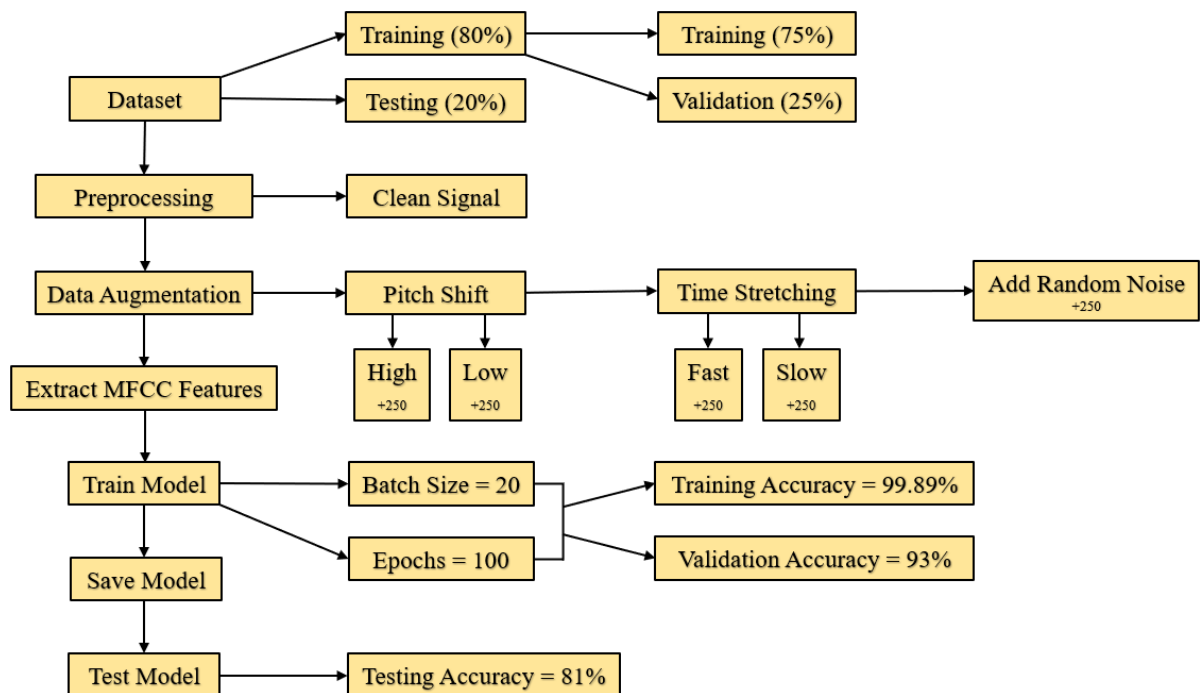 Training (80%)
Training (75%)
Dataset
Testing (20%)
Validation (25%)
Preprocessing
Clean Signal
Data Augmentation
Pitch Shift
Time Stretching
Add Random Noise
+250
High
+250
Low
+250
Fast
+250
Slow
+250
Extract MFCC Features
Train Model
Batch Size = 20
Training Accuracy = 99.89%
Epochs = 100
Validation Accuracy = 93%
Save Model
Test Model
Testing Accuracy = 81%